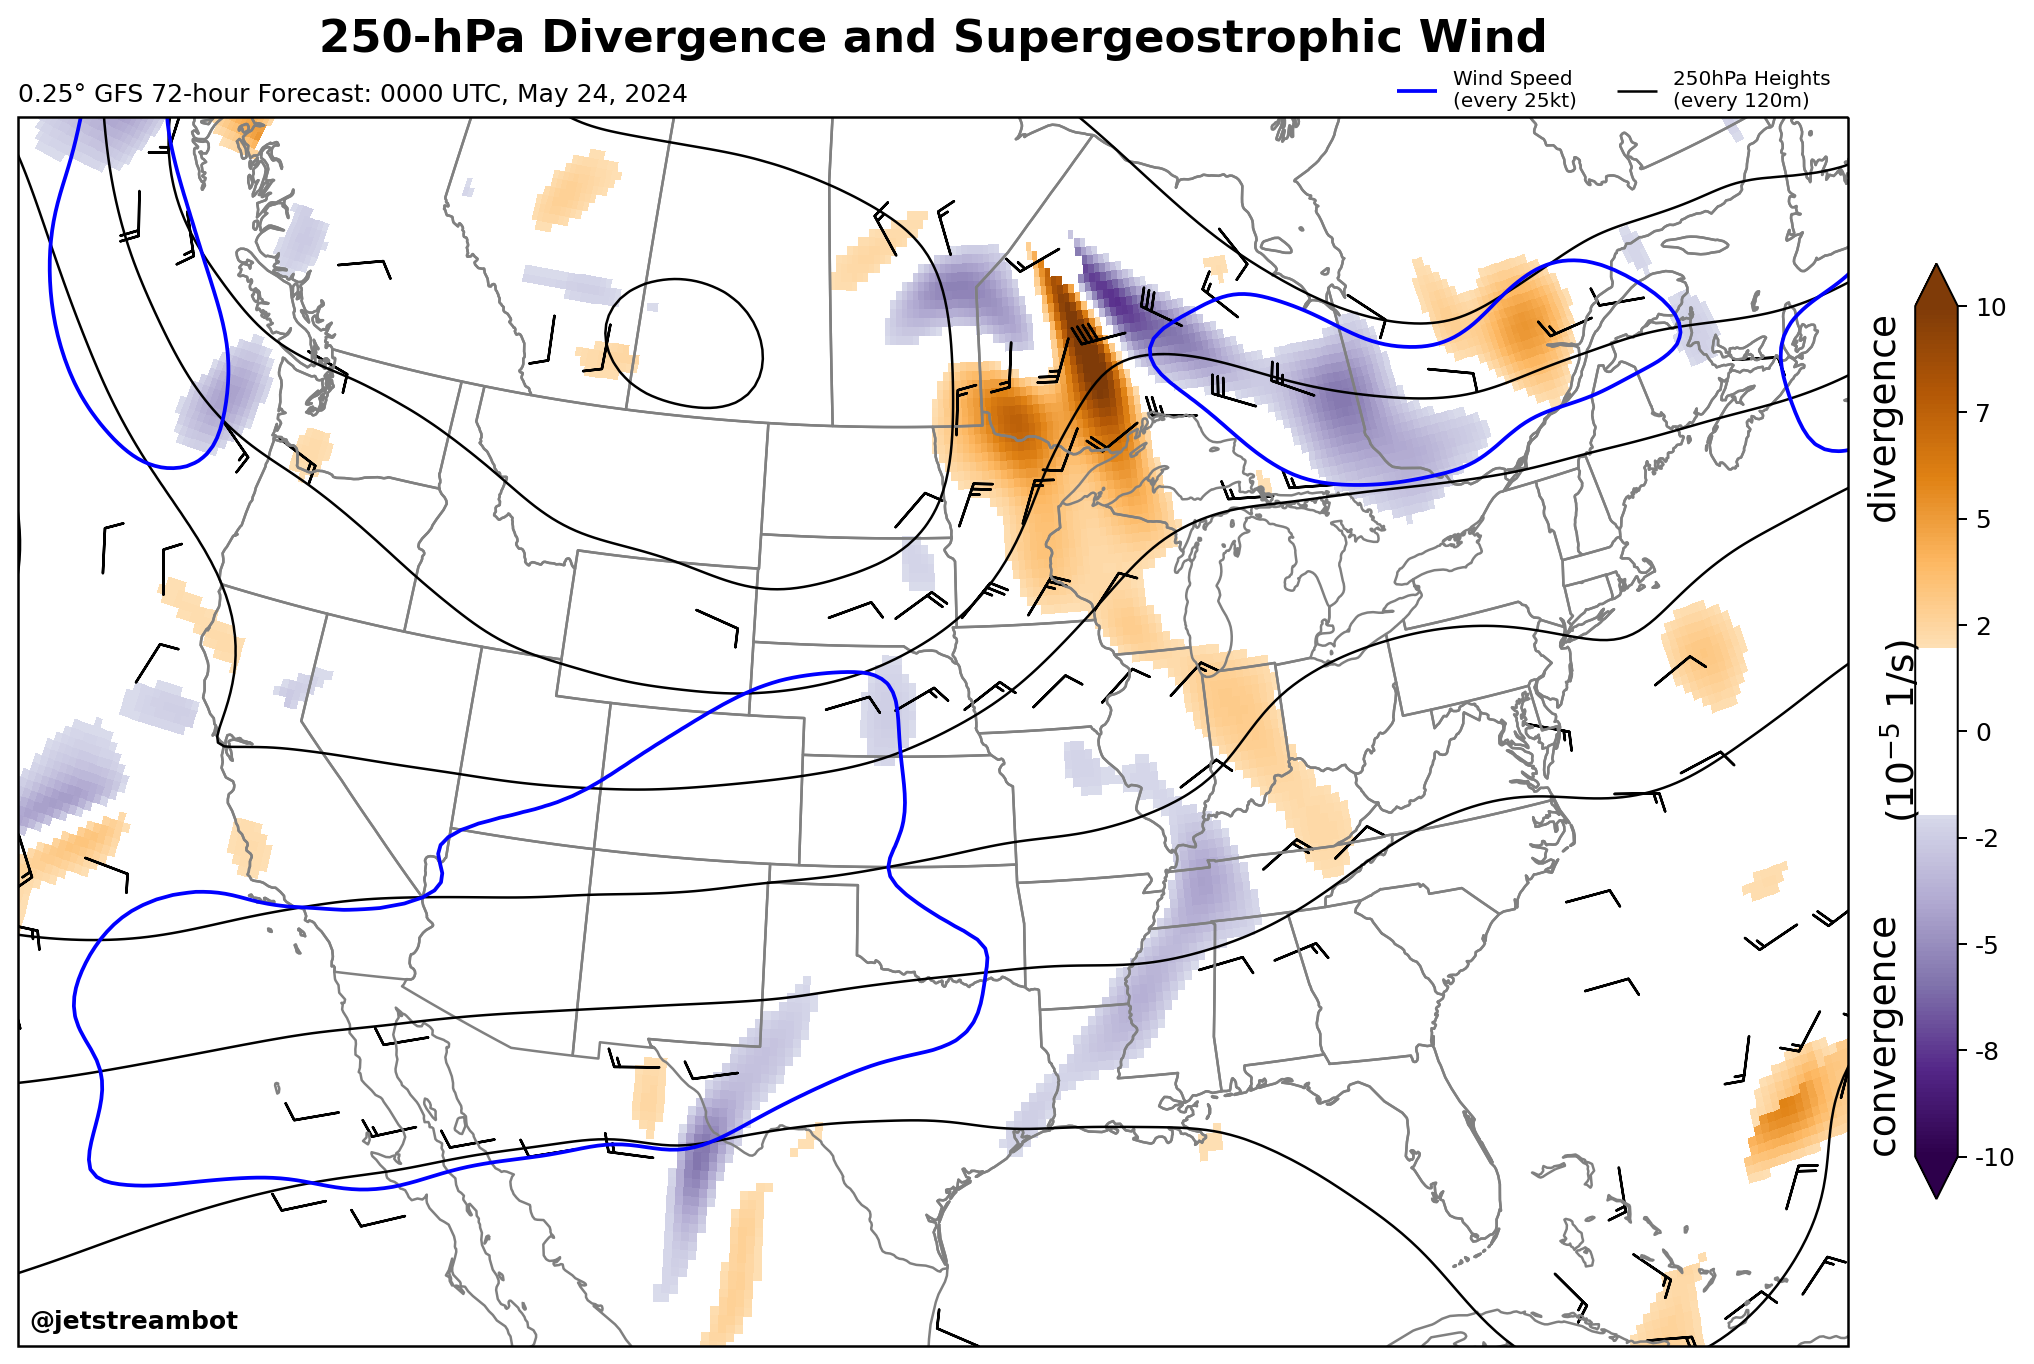 250-hPa Divergence and Supergeostrophic Wind
0.25° GFS 72-hour Forecast: 0000 UTC, May 24, 2024
Wind Speed
(every 25kt)
250hPa Heights
(every 120m)
10
7
5
2
0
-2
-5
-8
-10
divergence
(10⁻⁵ 1/s)
convergence
@jetstreambot